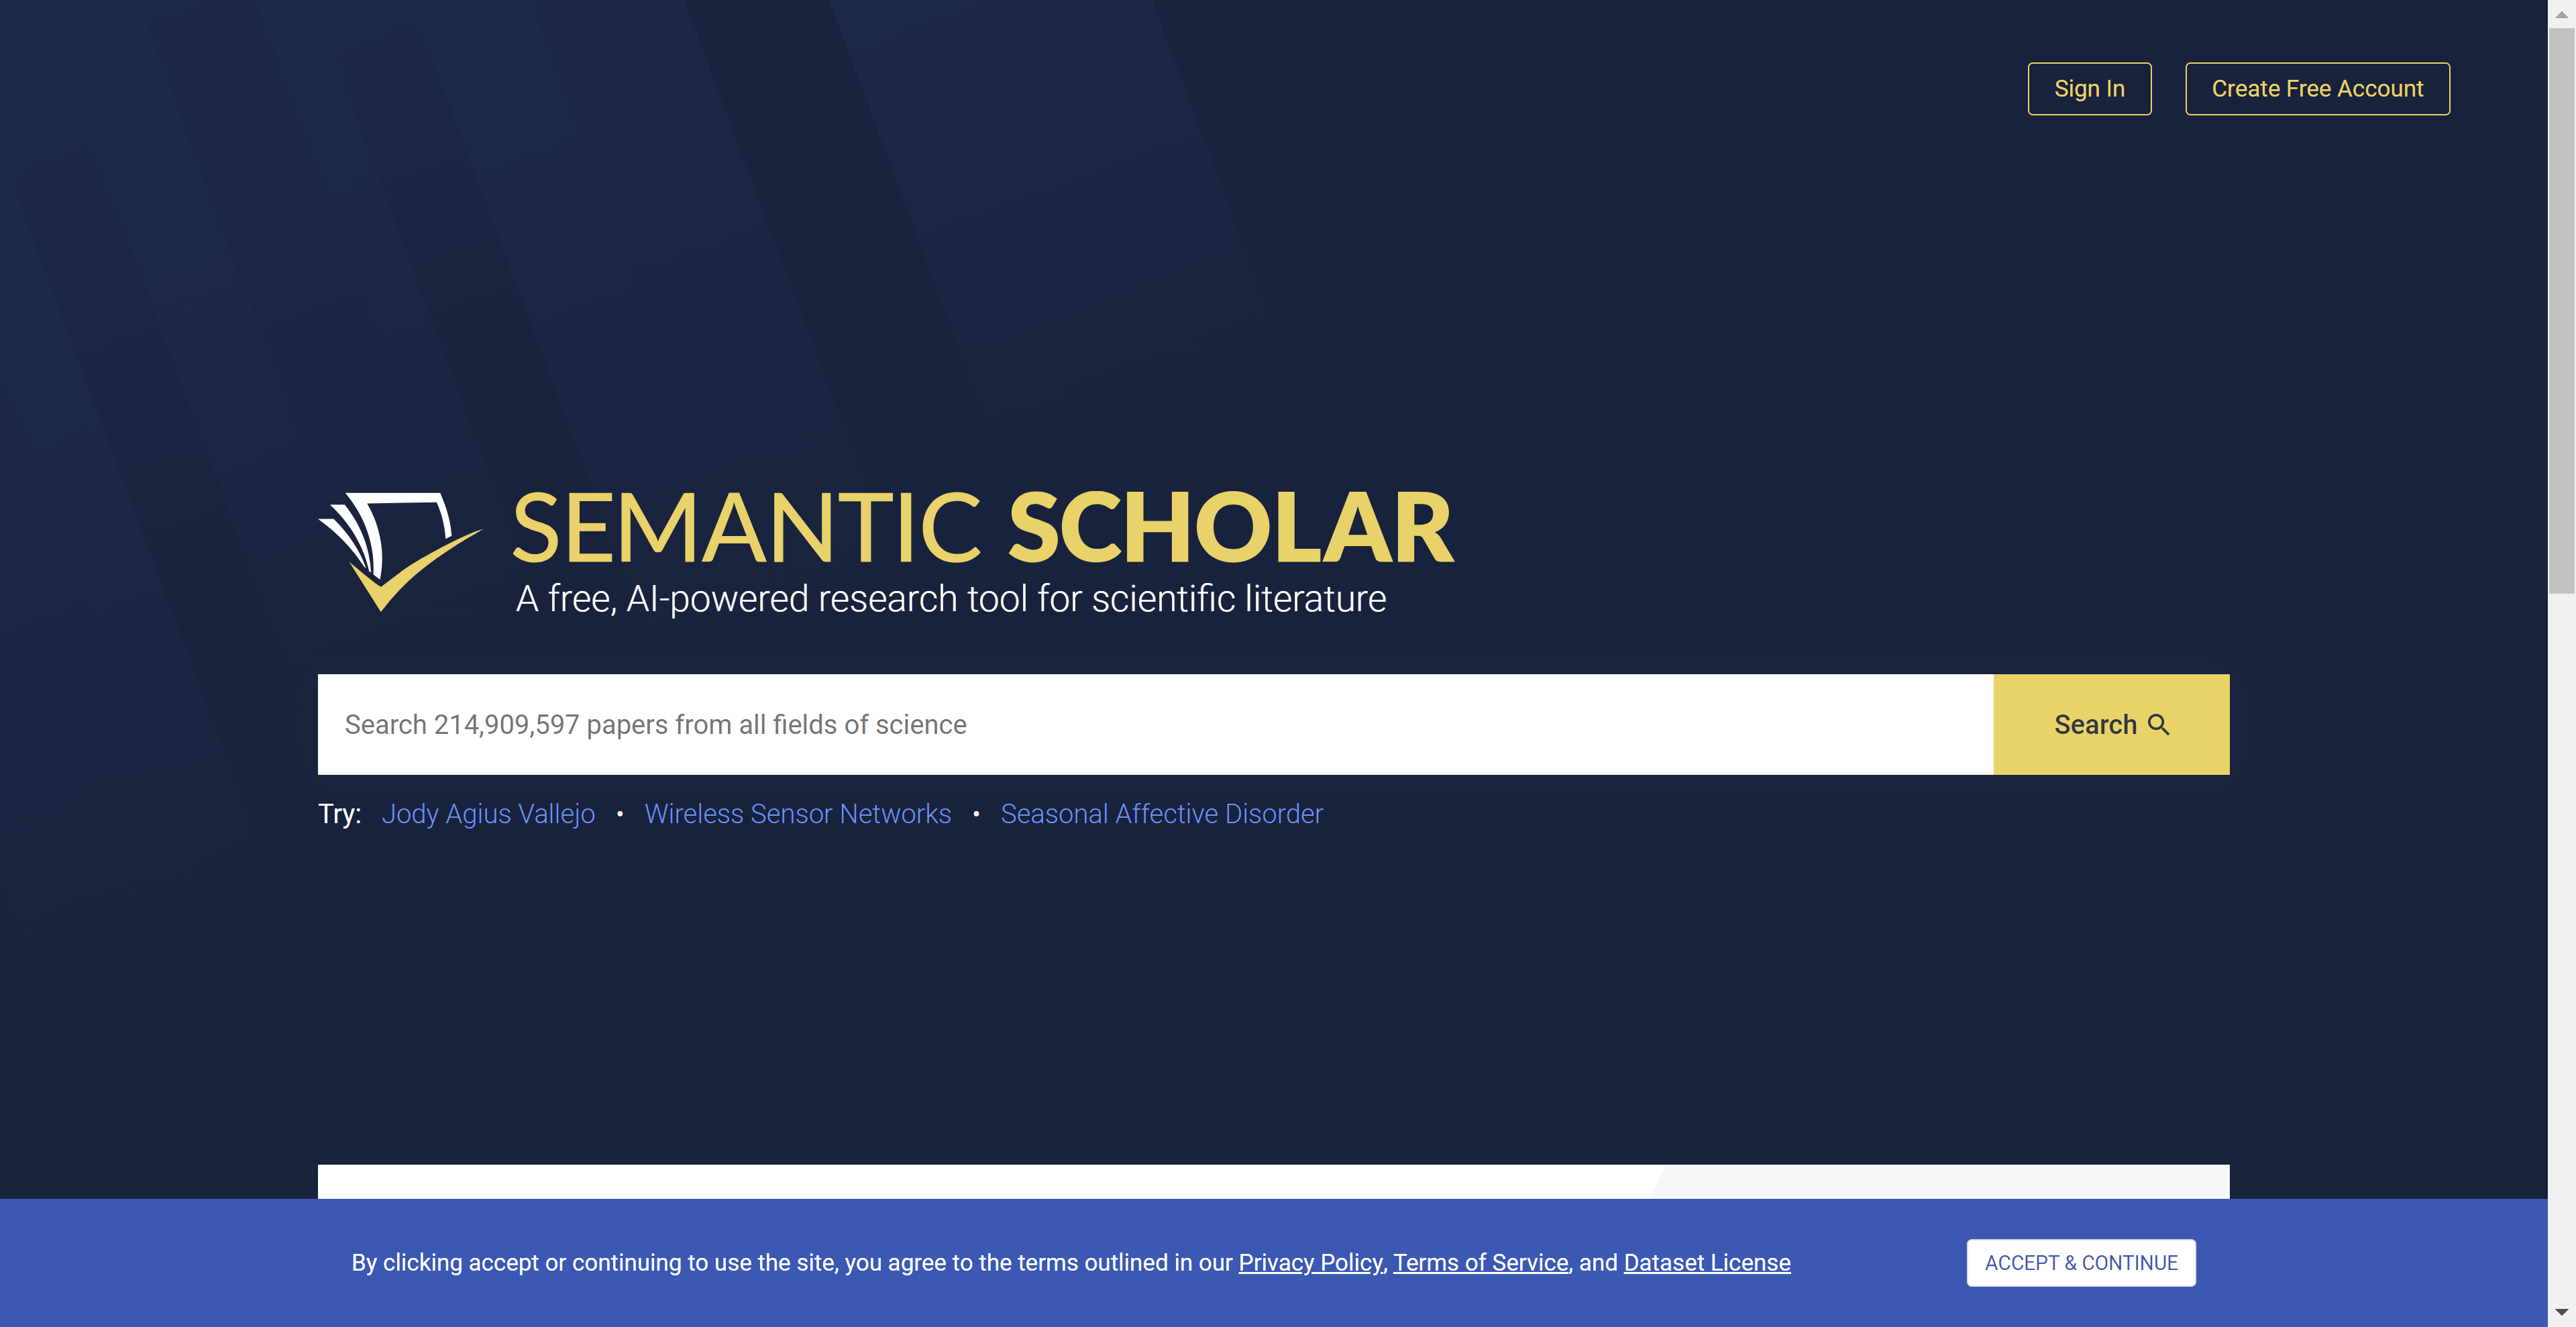 Sign In
Create Free Account
SEMANTIC SCHOLAR
A free, AI-powered research tool for scientific literature
Search 214,909,597 papers from all fields of science
Search
Try: Jody Agius Vallejo • Wireless Sensor Networks • Seasonal Affective Disorder
By clicking accept or continuing to use the site, you agree to the terms outlined in our Privacy Policy, Terms of Service, and Dataset License
ACCEPT & CONTINUE